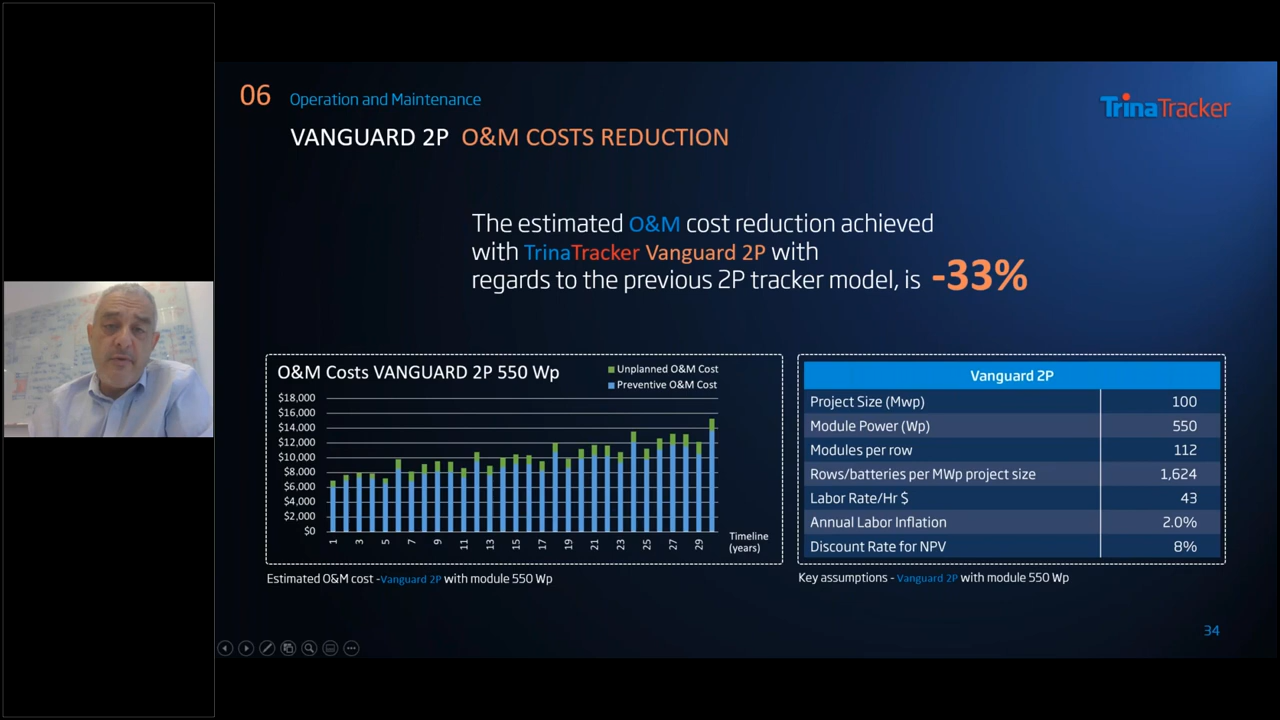 06 Operation and Maintenance
TrinaTracker
VANGUARD 2P O&M COSTS REDUCTION
The estimated O&M cost reduction achieved
with TrinaTracker Vanguard 2P with
regards to the previous 2P tracker model, is -33%
O&M Costs VANGUARD 2P 550 Wp
Unplanned O&M Cost
Preventive O&M Cost
$18,000
$16,000
$14,000
$12,000
$10,000
$8,000
$6,000
$4,000
$2,000
$0
1 3 5 7 9 11 13 15 17 19 21 23 25 27 29
Timeline
(years)
Estimated O&M cost -Vanguard 2P with module 550 Wp
Vanguard 2P
Project Size (Mwp) 100
Module Power (Wp) 550
Modules per row 112
Rows/batteries per MWp project size 1,624
Labor Rate/Hr $ 43
Annual Labor Inflation 2.0%
Discount Rate for NPV 8%
Key assumptions - Vanguard 2P with module 550 Wp
34